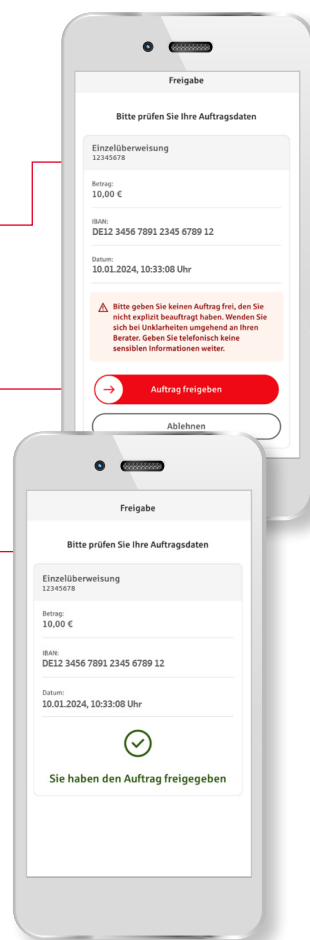 Freigabe
Bitte prüfen Sie Ihre Auftragsdaten
Einzelüberweisung
12345678
Betrag:
10,00 €
IBAN:
DE12 3456 7891 2345 6789 12
Datum:
10.01.2024, 10:33:08 Uhr
Bitte geben Sie keinen Auftrag frei, den Sie
nicht explizit beauftragt haben. Wenden Sie
sich bei Unklarheiten umgehend an Ihren
Berater. Geben Sie telefonisch keine
sensiblen Informationen weiter.
Auftrag freigeben
Ablehnen
Freigabe
Bitte prüfen Sie Ihre Auftragsdaten
Einzelüberweisung
12345678
Betrag:
10,00 €
IBAN:
DE12 3456 7891 2345 6789 12
Datum:
10.01.2024, 10:33:08 Uhr
Sie haben den Auftrag freigegeben